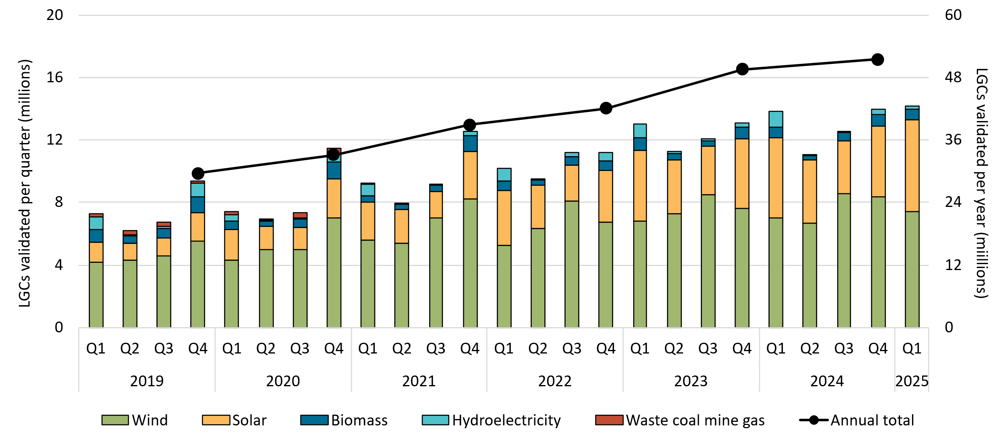 20
16
12
8
4
0
LGCs validated per quarter (millions)
60
48
36
24
12
0
LGCs validated per year (miillions)
Q1 Q2 Q3 Q4 Q1 Q2 Q3 Q4 Q1 Q2 Q3 Q4 Q1 Q2 Q3 Q4 Q1 Q2 Q3 Q4 Q1 Q2 Q3 Q4 Q1
2019 2020 2021 2022 2023 2024 2025
Wind Solar Biomass Hydroelectricity Waste coal mine gas Annual total